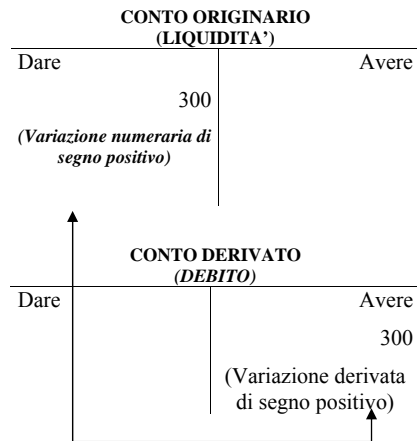 CONTO ORIGINARIO
(LIQUIDITA’)
Dare Avere
300
(Variazione numeraria di
segno positivo)
CONTO DERIVATO
(DEBITO)
Dare Avere
300
(Variazione derivata
di segno positivo)